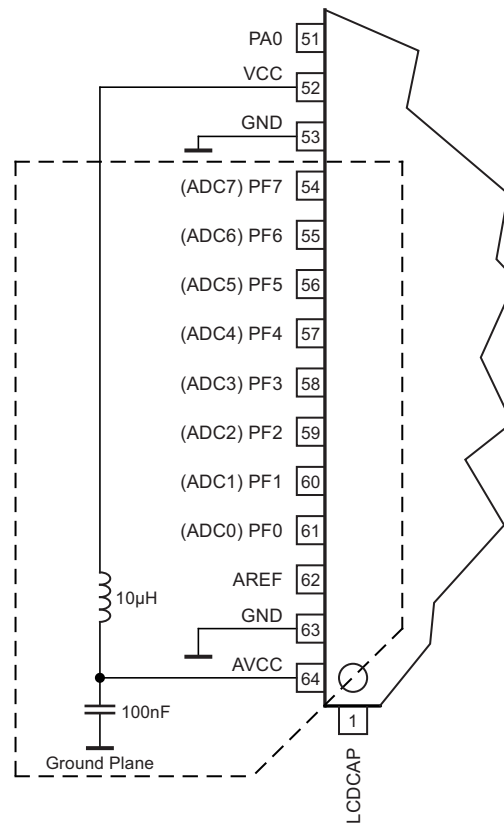 PA0 51
VCC 52
GND 53
(ADC7) PF7 54
(ADC6) PF6 55
(ADC5) PF5 56
(ADC4) PF4 57
(ADC3) PF3 58
(ADC2) PF2 59
(ADC1) PF1 60
(ADC0) PF0 61
AREF 62
10µH
GND 63
AVCC 64
100nF
1
Ground Plane
LCDCAP